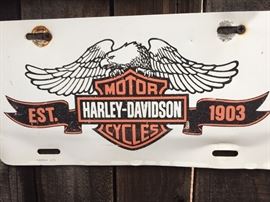 MOTOR
HARLEY-DAVIDSON
CYCLES
EST. 1903